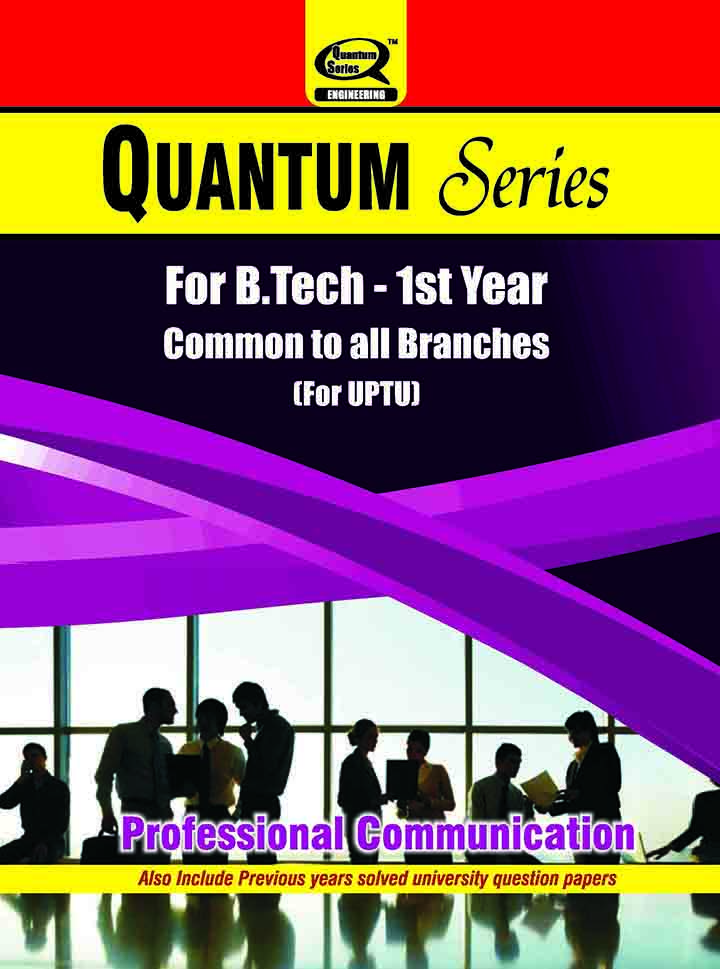 Quantum
Series
TM
ENGINEERING
QUANTUM Series
For B.Tech - 1st Year
Common to all Branches
(For UPTU)
Professional Communication
Also Include Previous years solved university question papers